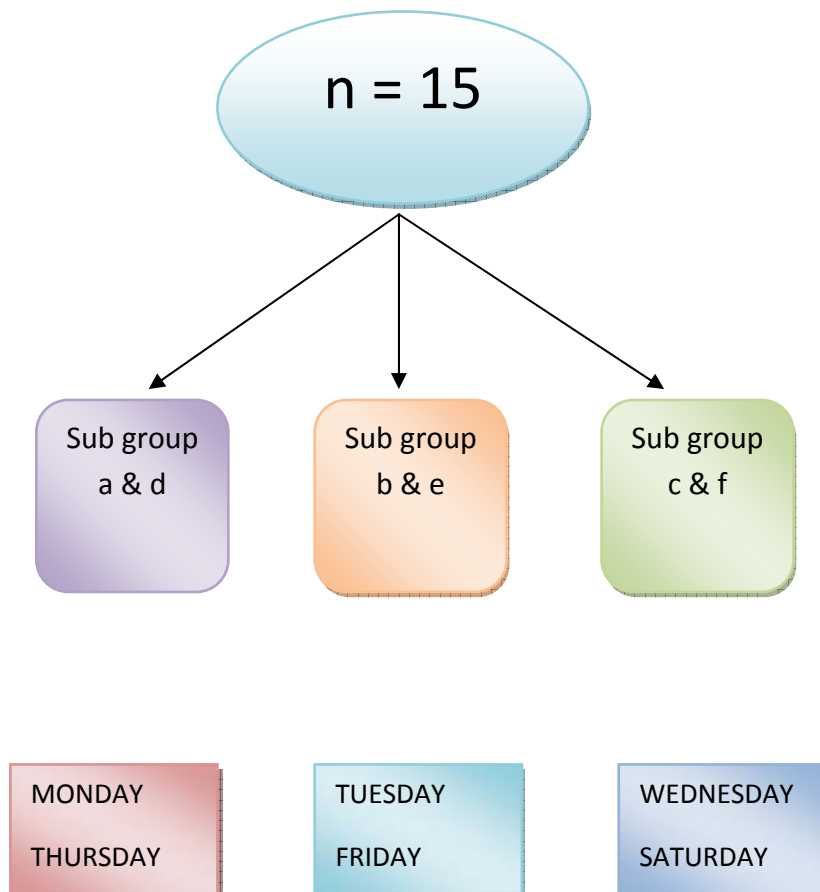 n = 15
Sub group
a & d
Sub group
b & e
Sub group
c & f
MONDAY
THURSDAY
TUESDAY
FRIDAY
WEDNESDAY
SATURDAY